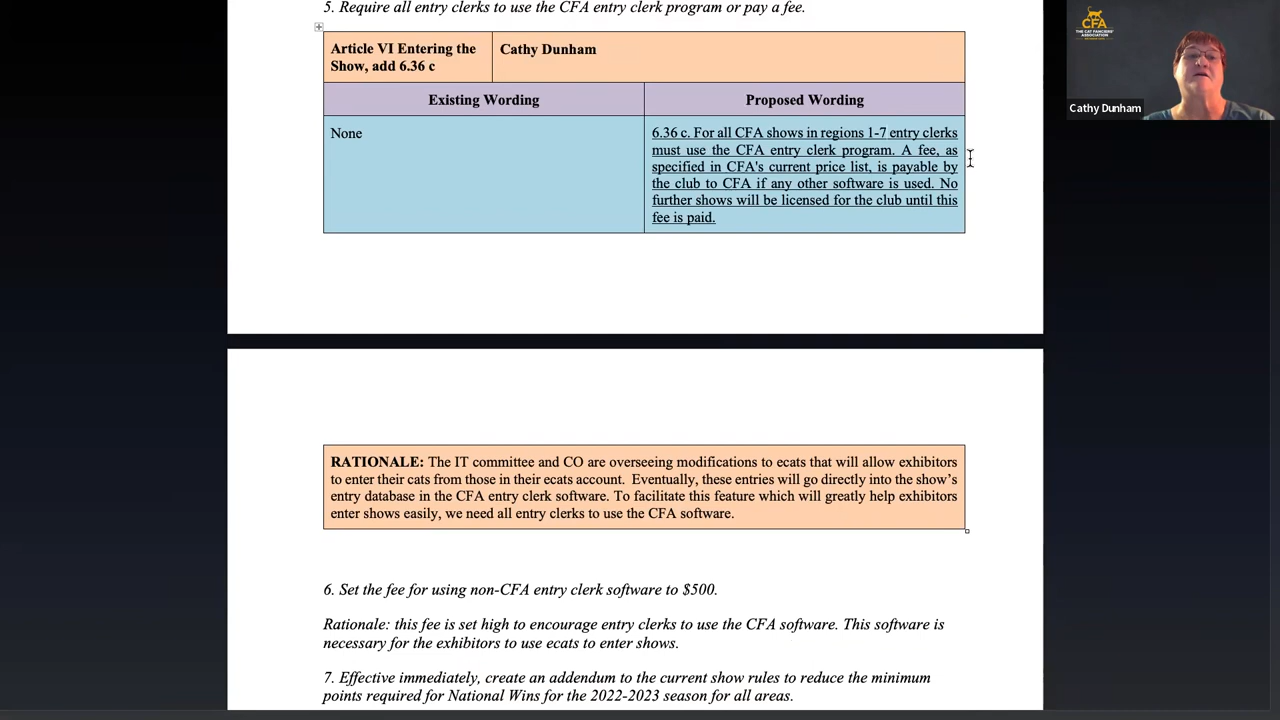 5. Require all entry clerks to use the CFA entry clerk program or pay a fee.
Article VI Entering the
Show, add 6.36 c
Cathy Dunham
Existing Wording
Proposed Wording
None
6.36 c. For all CFA shows in regions 1-7 entry clerks
must use the CFA entry clerk program. A fee, as
specified in CFA's current price list, is payable by
the club to CFA if any other software is used. No
further shows will be licensed for the club until this
fee is paid.
RATIONALE: The IT committee and CO are overseeing modifications to ecats that will allow exhibitors
to enter their cats from those in their ecats account. Eventually, these entries will go directly into the show’s
entry database in the CFA entry clerk software. To facilitate this feature which will greatly help exhibitors
enter shows easily, we need all entry clerks to use the CFA software.
6. Set the fee for using non-CFA entry clerk software to $500.
Rationale: this fee is set high to encourage entry clerks to use the CFA software. This software is
necessary for the exhibitors to use ecats to enter shows.
7. Effective immediately, create an addendum to the current show rules to reduce the minimum
points required for National Wins for the 2022-2023 season for all areas.
CFA
THE CAT FANCIERS'
ASSOCIATION
Cathy Dunham